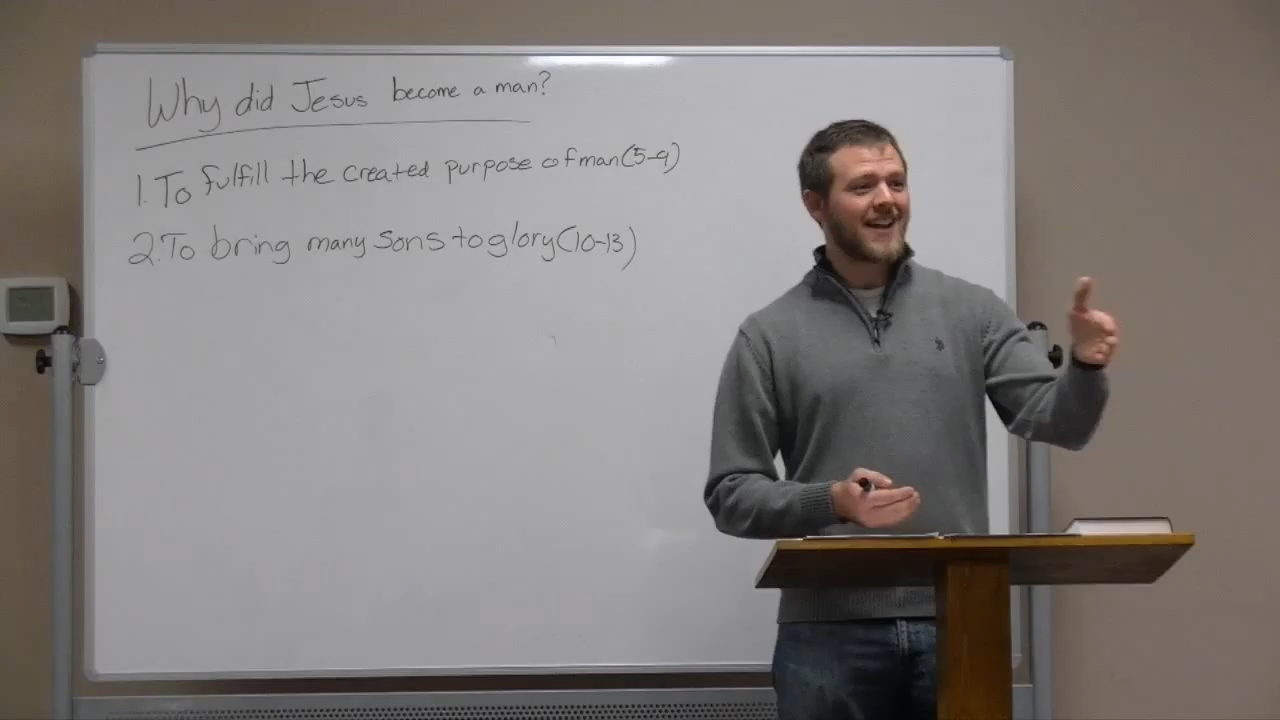 Why did Jesus become a man?
1. To fulfill the created purpose of man (5-9)
2. To bring many sons to glory (10-13)